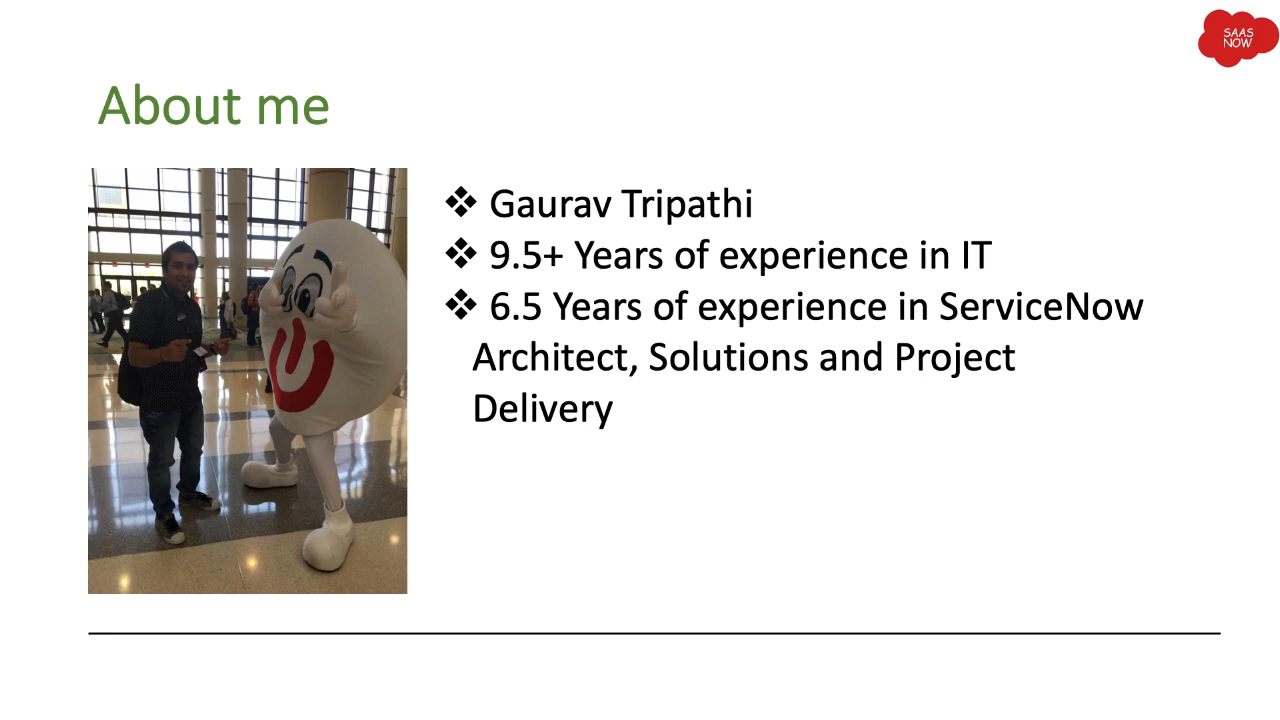 SAAS
NOW
About me
❖ Gaurav Tripathi
❖ 9.5+ Years of experience in IT
❖ 6.5 Years of experience in ServiceNow
Architect, Solutions and Project
Delivery